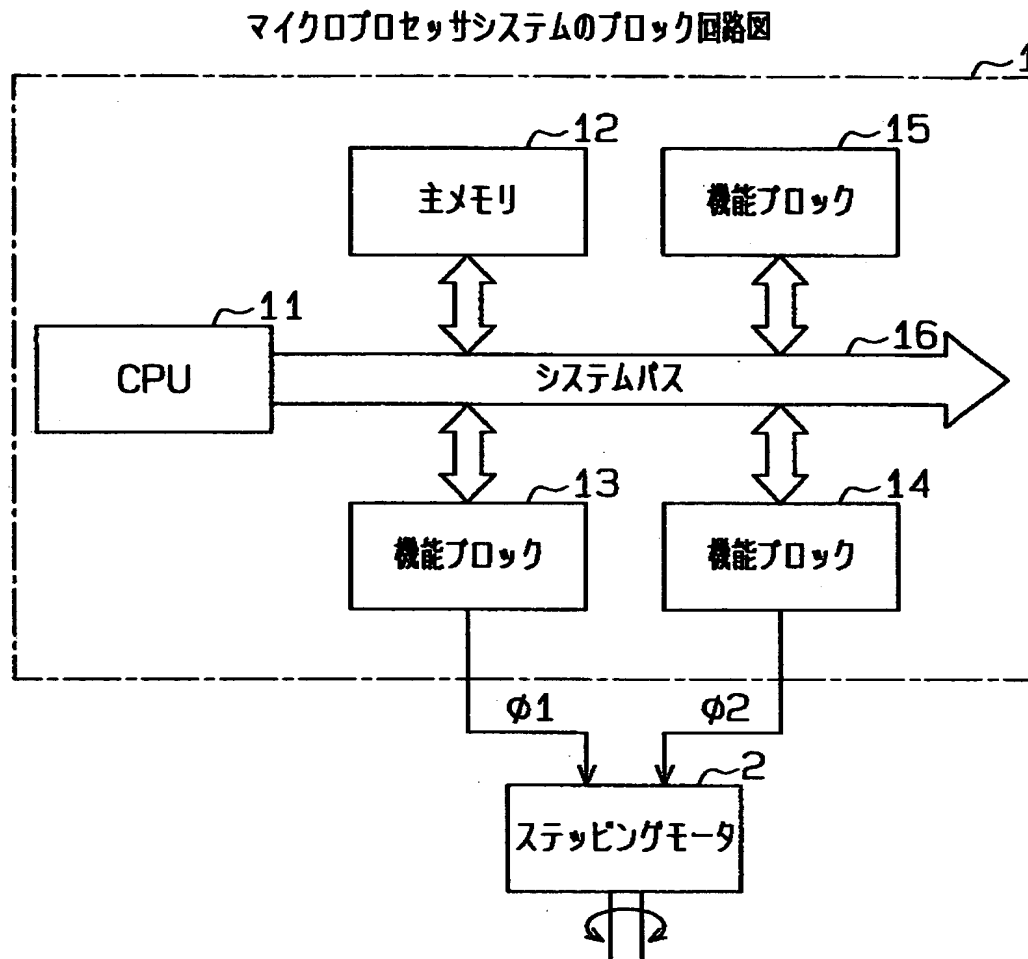 マイクロプロセッサシステムのブロック回路図
1
12
主メモリ
15
機能ブロック
11
CPU
16
システムバス
13
機能ブロック
14
機能ブロック
φ1
φ2
2
ステッピングモータ